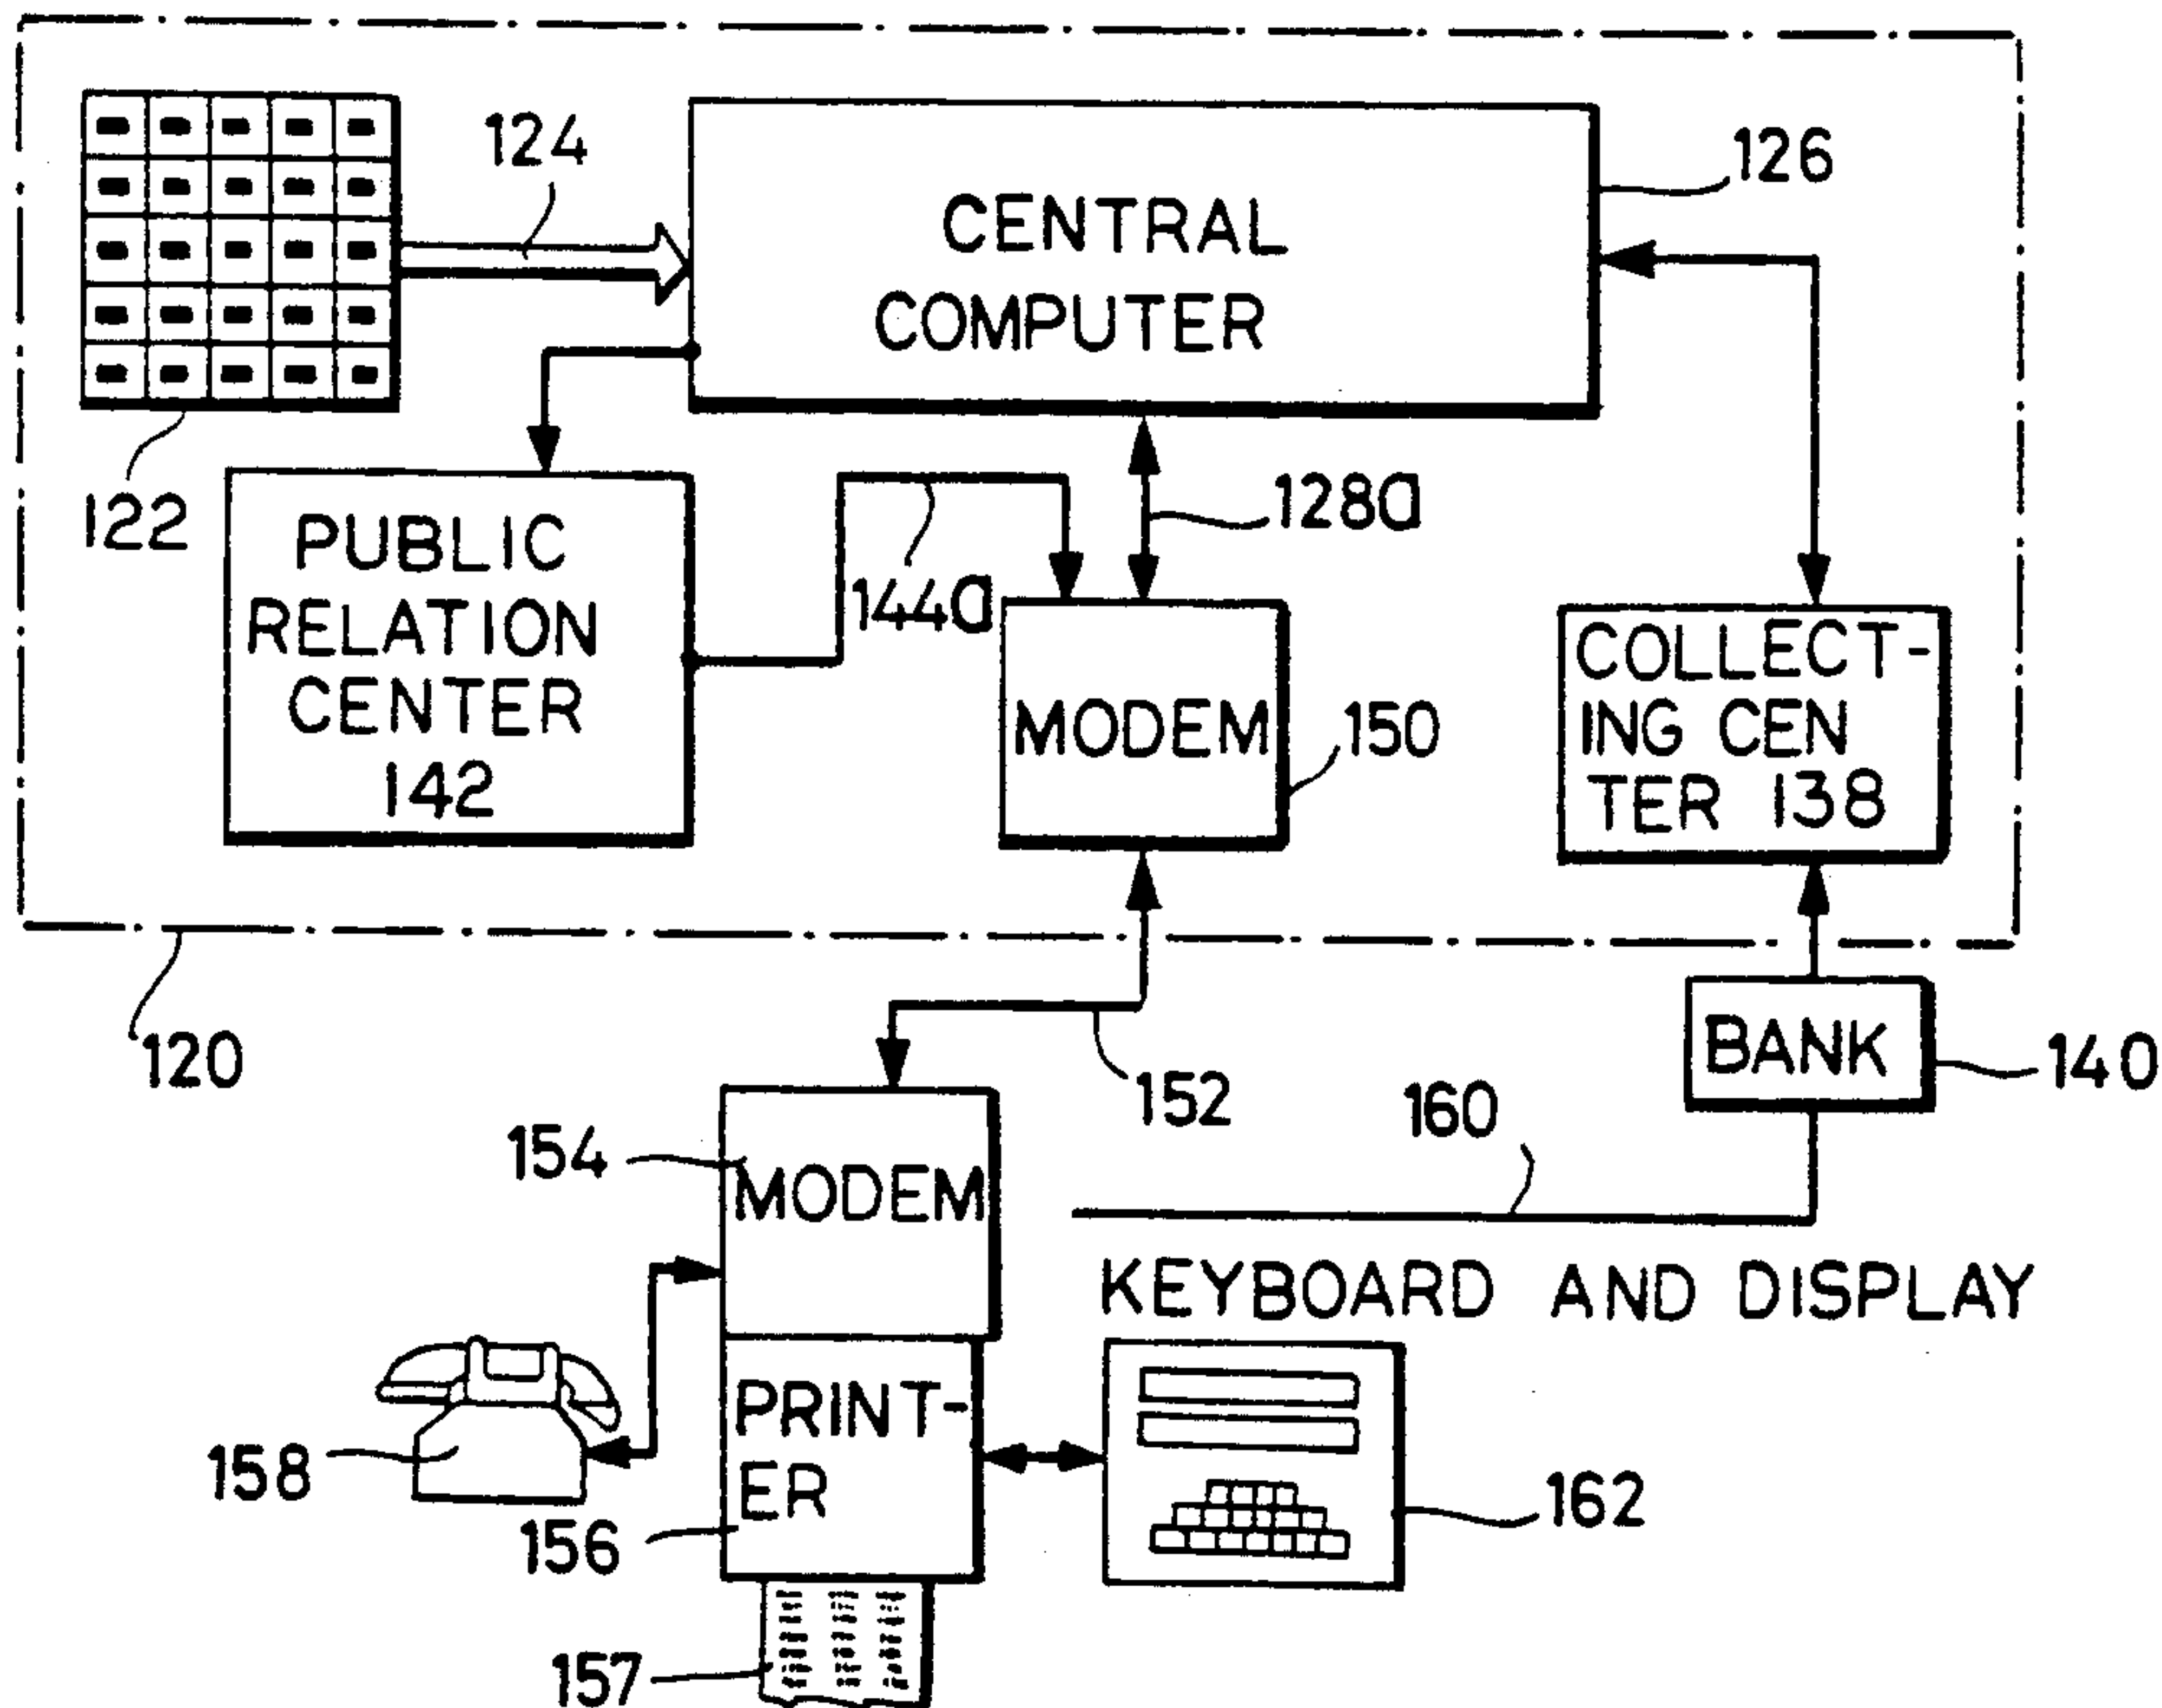 124
126
CENTRAL
COMPUTER
122
128a
144a
PUBLIC
RELATION
CENTER
142
MODEM
150
COLLECT-
ING CEN
TER 138
120
152
BANK
140
160
154
MODEM
KEYBOARD AND DISPLAY
158
PRINT-
ER
156
162
157